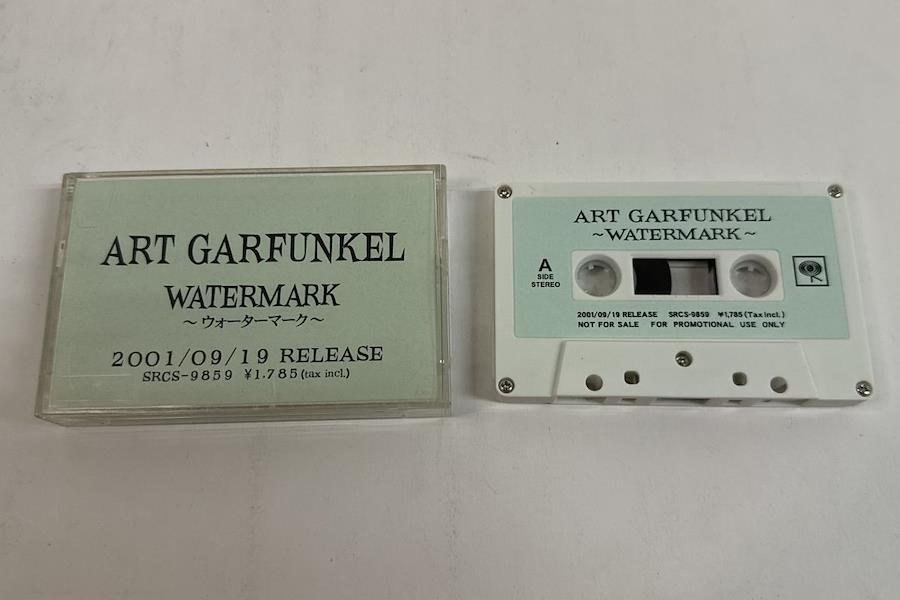 ART GARFUNKEL
WATERMARK
～ウォーターマーク～
2001/09/19 RELEASE
SRCS-9859 ¥1,785(tax incl.)
ART GARFUNKEL
～WATERMARK～
A
SIDE
STEREO
2001/09/19 RELEASE SRCS-9859 ¥1,785(Tax incl.)
NOT FOR SALE FOR PROMOTIONAL USE ONLY